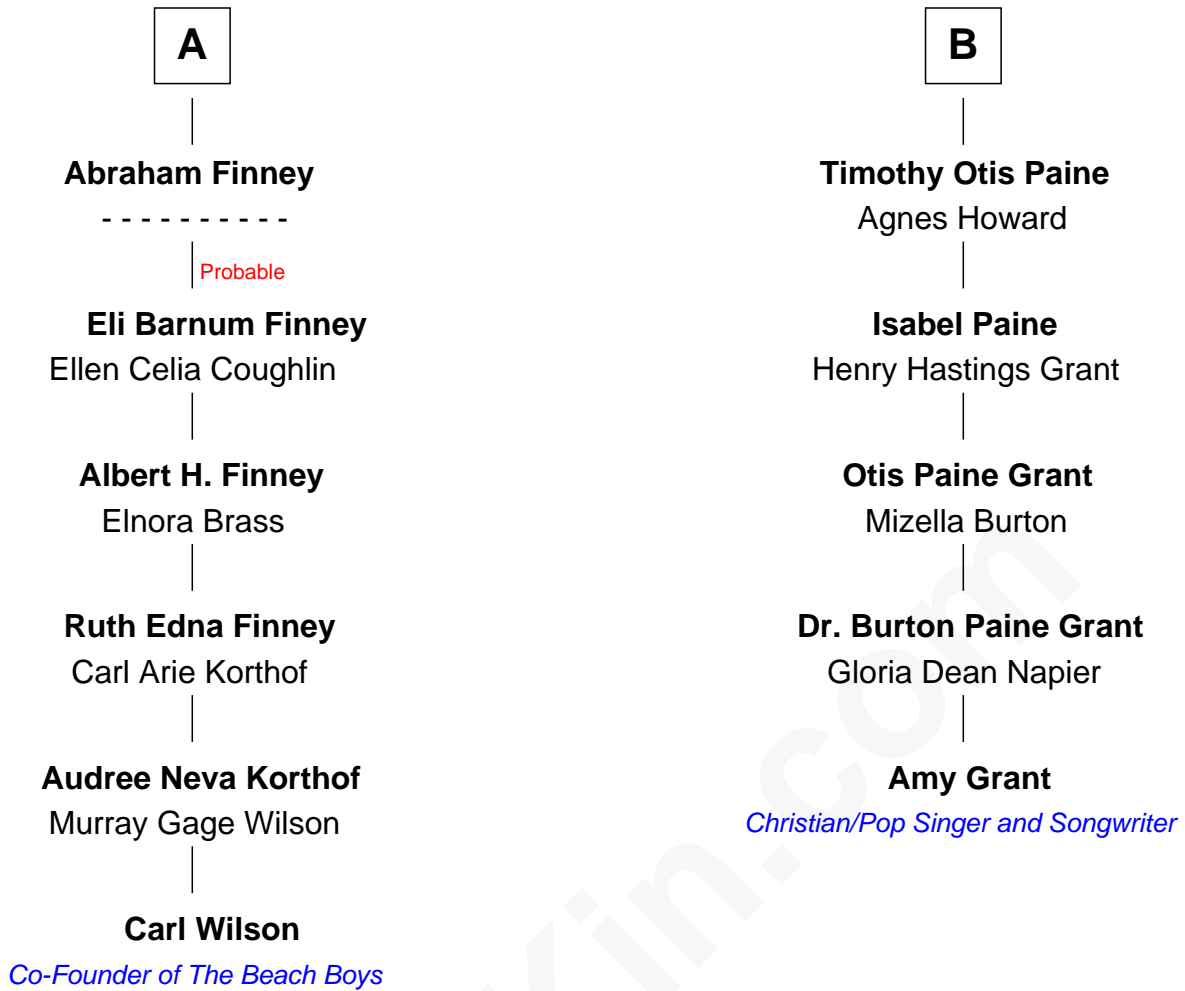 A
Abraham Finney
- - - - - - - - - -
Probable
Eli Barnum Finney
Ellen Celia Coughlin
Albert H. Finney
Elnora Brass
Ruth Edna Finney
Carl Arie Korthof
Audree Neva Korthof
Murray Gage Wilson
Carl Wilson
Co-Founder of The Beach Boys
B
Timothy Otis Paine
Agnes Howard
Isabel Paine
Henry Hastings Grant
Otis Paine Grant
Mizella Burton
Dr. Burton Paine Grant
Gloria Dean Napier
Amy Grant
Christian/Pop Singer and Songwriter
Kin.com